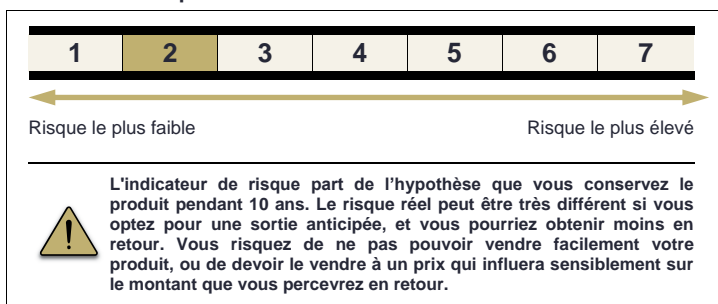 1 2 3 4 5 6 7
Risque le plus faible Risque le plus élevé
L'indicateur de risque part de l’hypothèse que vous conservez le
produit pendant 10 ans. Le risque réel peut être très différent si vous
optez pour une sortie anticipée, et vous pourriez obtenir moins en
retour. Vous risquez de ne pas pouvoir vendre facilement votre
produit, ou de devoir le vendre à un prix qui influera sensiblement sur
le montant que vous percevrez en retour.